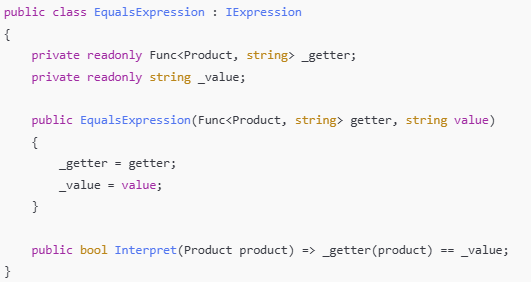 public class EqualsExpression : IExpression
{
    private readonly Func<Product, string> _getter;
    private readonly string _value;

    public EqualsExpression(Func<Product, string> getter, string value)
    {
        _getter = getter;
        _value = value;
    }

    public bool Interpret(Product product) => _getter(product) == _value;
}